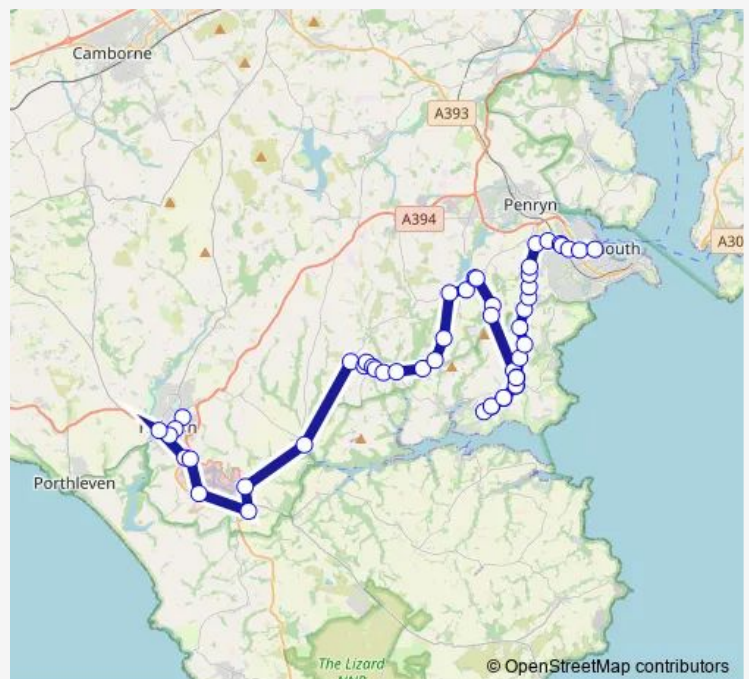 Camborne
A393
Penryn
A394
outh
A30
Porthleven
The Lizard
© OpenStreetMap contributors